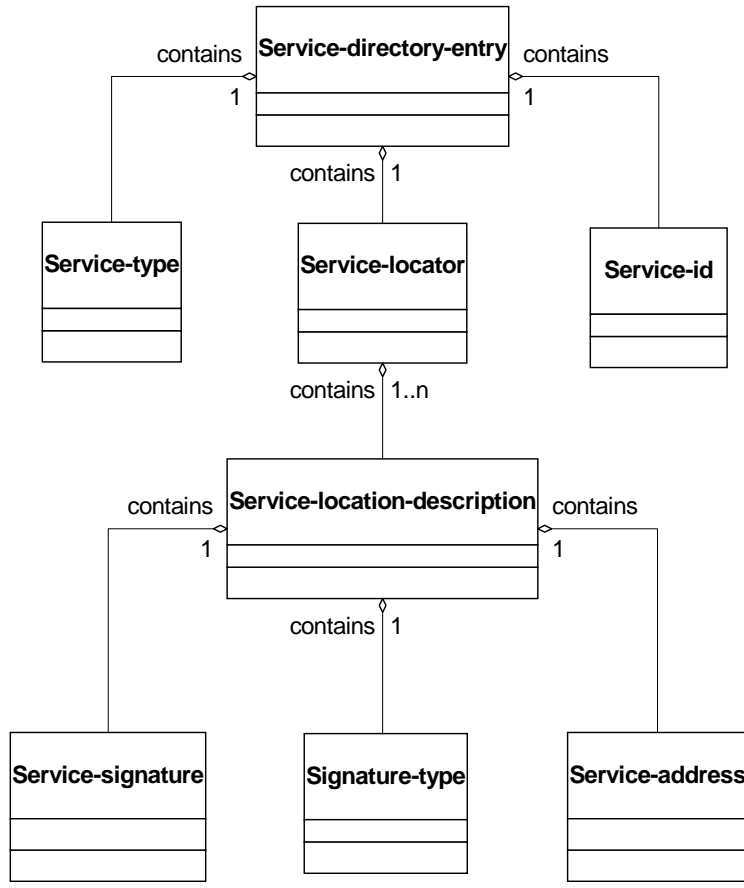 Service-directory-entry
contains
contains
1
1
contains 1
Service-type
Service-locator
Service-id
contains 1..n
Service-location-description
contains
contains
1
1
contains 1
Service-signature
Signature-type
Service-address